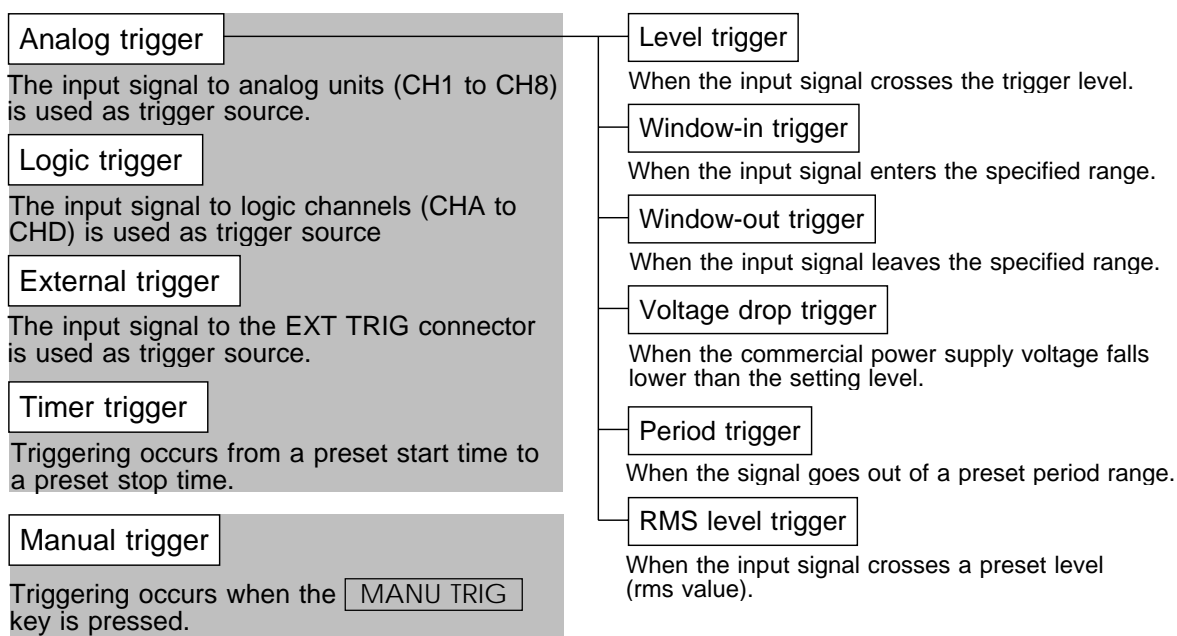 Analog trigger
The input signal to analog units (CH1 to CH8)
is used as trigger source.
Logic trigger
The input signal to logic channels (CHA to
CHD) is used as trigger source
External trigger
The input signal to the EXT TRIG connector
is used as trigger source.
Timer trigger
Triggering occurs from a preset start time to
a preset stop time.
Manual trigger
Triggering occurs when the MANU TRIG
key is pressed.
Level trigger
When the input signal crosses the trigger level.
Window-in trigger
When the input signal enters the specified range.
Window-out trigger
When the input signal leaves the specified range.
Voltage drop trigger
When the commercial power supply voltage falls
lower than the setting level.
Period trigger
When the signal goes out of a preset period range.
RMS level trigger
When the input signal crosses a preset level
(rms value).